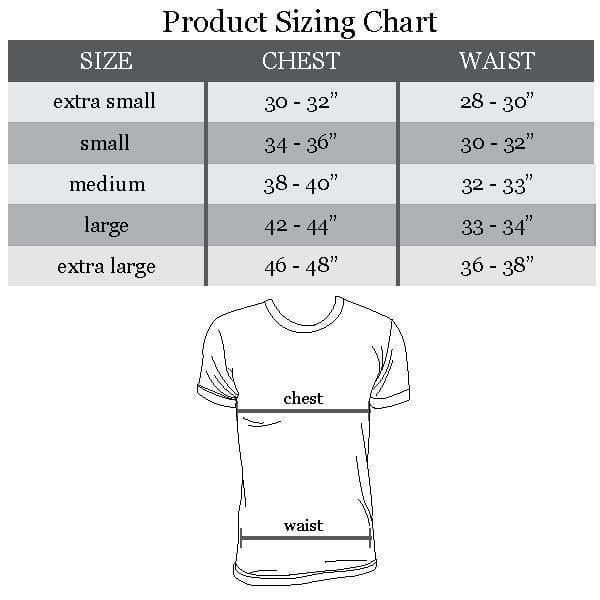 Product Sizing Chart
SIZE CHEST WAIST
extra small 30 - 32” 28 - 30”
small 34 - 36” 30 - 32”
medium 38 - 40” 32 - 33”
large 42 - 44” 33 - 34”
extra large 46 - 48” 36 - 38”
chest
waist